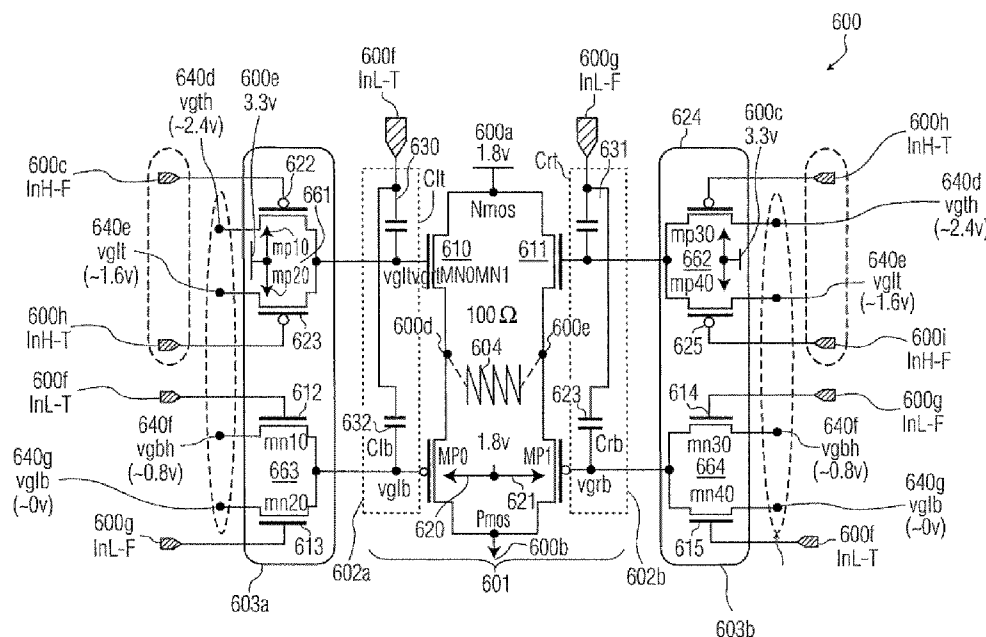 600
600f
InL-T
600g
InL-F
640d
vgth
(~2.4v)
600e
3.3v
600c
InH-F
622
661
630
Clt
600a
1.8v
Crt
631
624
600c
3.3v
600h
InH-T
640d
vgth
(~2.4v)
640e
vglt
(~1.6v)
mp10
mp20
Nmos
610
611
vgltvgrtMN0MN1
mp30
662
mp40
640e
vglt
(~1.6v)
600h
InH-T
623
100 Ω
600d
600e
604
625
600i
InH-F
600f
InL-T
612
632
Clb
623
Crb
614
600g
InL-F
640f
vgbh
(~0.8v)
mn10
663
mn20
1.8v
MP0
MP1
mn30
664
mn40
640f
vgbh
(~0.8v)
640g
vglb
(~0v)
vglb
vgrb
640g
vglb
(~0v)
620
621
Pmos
600g
InL-F
613
615
600f
InL-T
600b
602a
601
602b
603a
603b